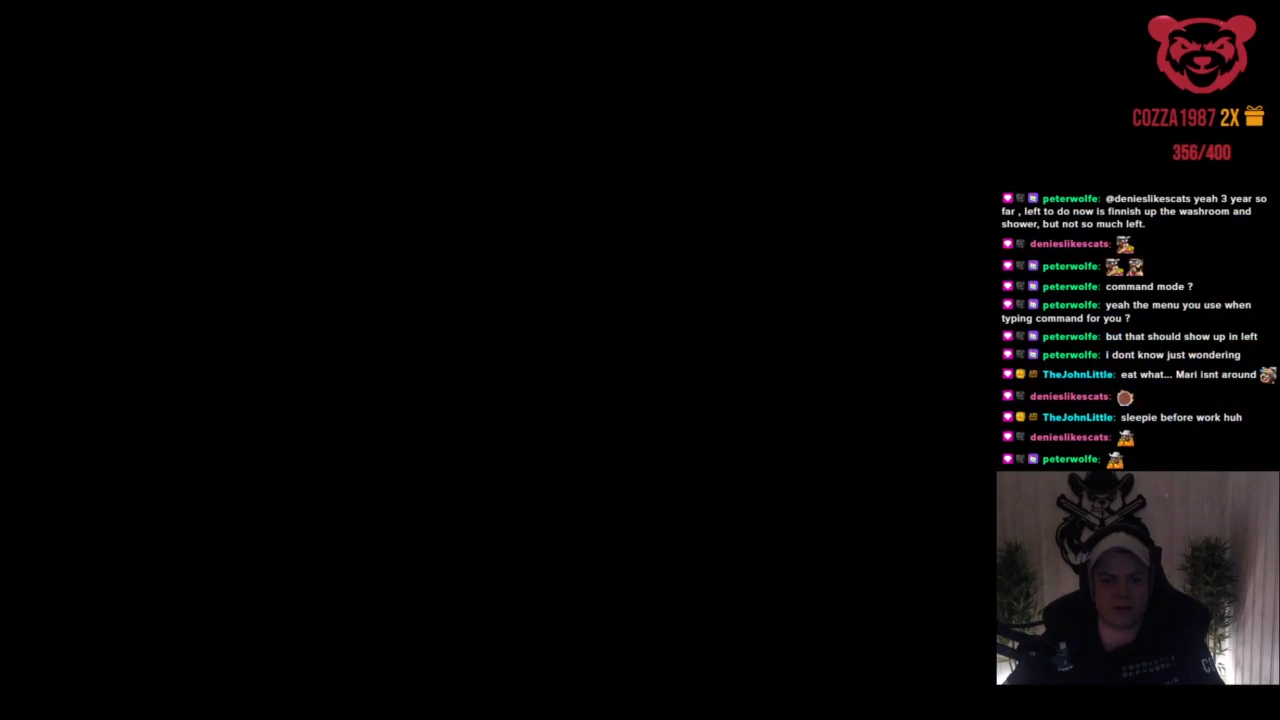 COZZA1987 2X
356/400
peterwolfe: @denieslikescats yeah 3 year so
far , left to do now is finnish up the washroom and
shower, but not so much left.
denieslikescats:
peterwolfe:
peterwolfe: command mode ?
peterwolfe: yeah the menu you use when
typing command for you ?
peterwolfe: but that should show up in left
peterwolfe: i dont know just wondering
TheJohnLittle: eat what... Mari isnt around
denieslikescats:
TheJohnLittle: sleepie before work huh
denieslikescats:
peterwolfe: